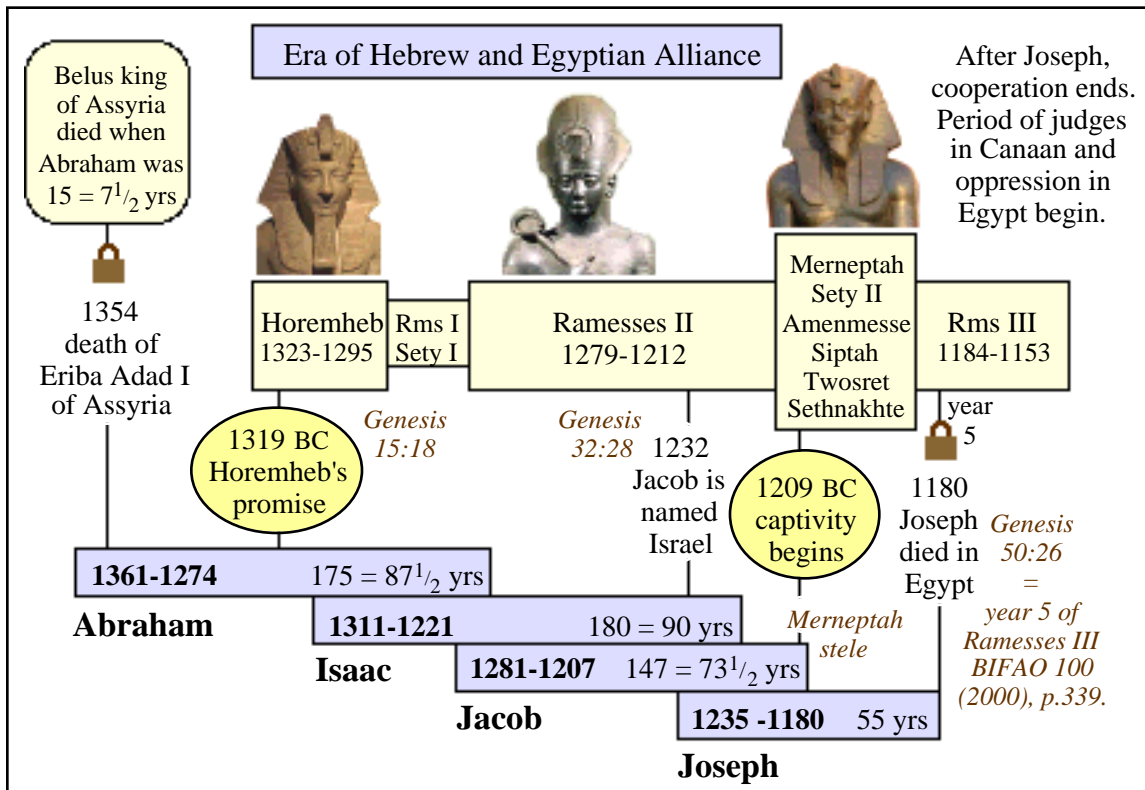 Era of Hebrew and Egyptian Alliance
Belus king
of Assyria
died when
Abraham was
15 = 7 1/2 yrs
After Joseph,
cooperation ends.
Period of judges
in Canaan and
oppression in
Egypt begin.
1354
death of
Eriba Adad I
of Assyria
Horemheb
1323-1295
Rms I
Sety I
Ramesses II
1279-1212
Merneptah
Sety II
Amenmesse
Siptah
Twosret
Sethnakhte
Rms III
1184-1153
year
5
1319 BC
Horemheb's
promise
Genesis
15:18
Genesis
32:28
1232
Jacob is
named
Israel
1209 BC
captivity
begins
1180
Joseph
died in
Egypt
Genesis
50:26
=
year 5 of
Ramesses III
BIFAO 100
(2000), p.339.
Merneptah
stele
1361-1274 175 = 87 1/2 yrs
Abraham
1311-1221 180 = 90 yrs
Isaac
1281-1207 147 = 73 1/2 yrs
Jacob
1235 -1180 55 yrs
Joseph